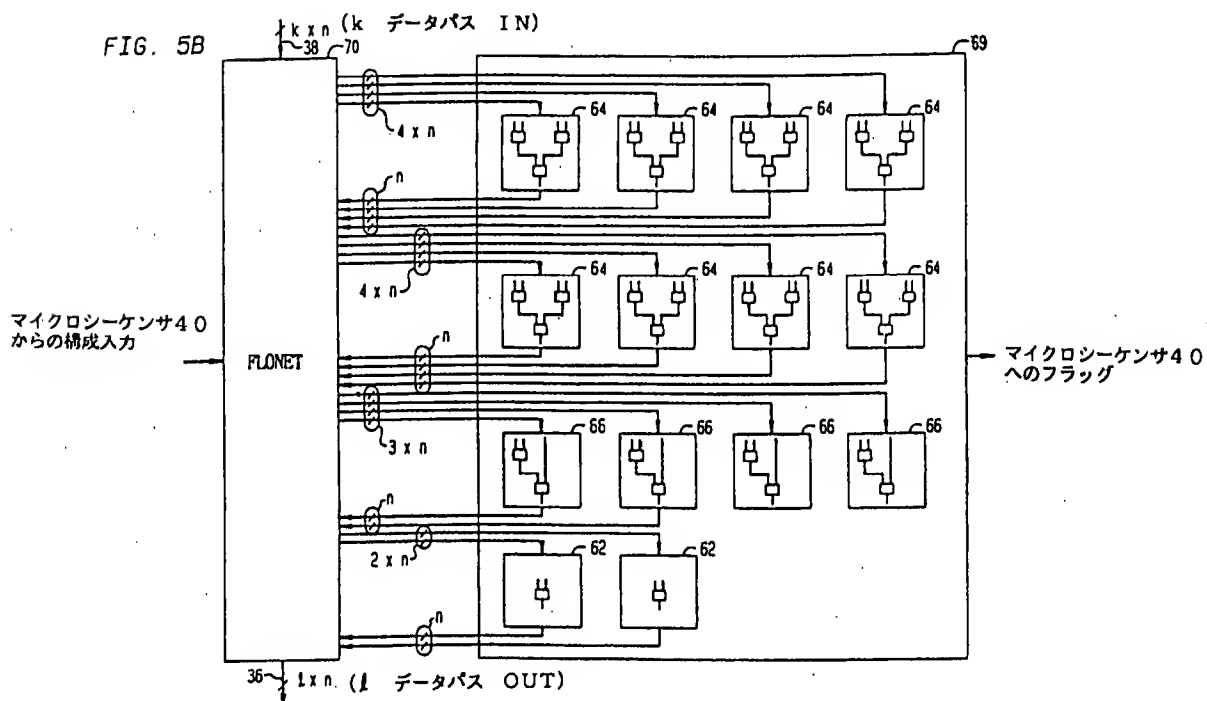 k x n (k データパス IN)
FIG. 5B
38
70
69
64
64
64
64
4 x n
n
64
64
64
64
4 x n
マイクロシーケンサ40
からの構成入力
FLONET
n
マイクロシーケンサ40
へのフラッグ
3 x n
66
66
66
66
n
2 x n
62
62
n
36
l x n (l データパス OUT)